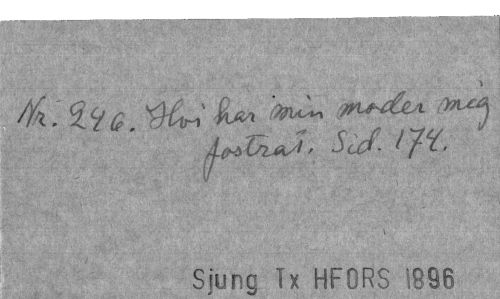 Nr. 246. Hvi har min moder mig
fostrat. Sid. 174.
Sjung Tx HFORS 1896